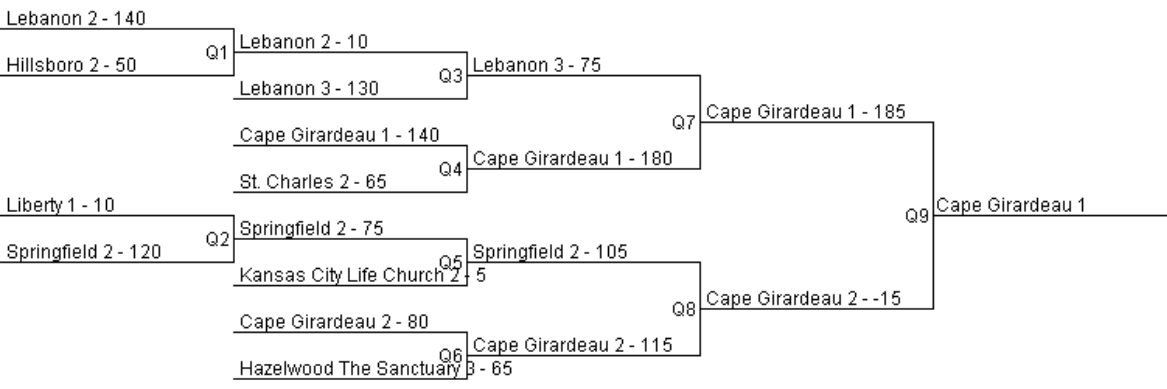 Lebanon 2 - 140
Q1
Hillsboro 2 - 50
Lebanon 2 - 10
Q3
Lebanon 3 - 130
Lebanon 3 - 75
Q7
Cape Girardeau 1 - 140
Q4
St. Charles 2 - 65
Cape Girardeau 1 - 180
Cape Girardeau 1 - 185
Q9
Cape Girardeau 1
Liberty 1 - 10
Q2
Springfield 2 - 120
Springfield 2 - 75
Q5
Kansas City Life Church 2 - 5
Springfield 2 - 105
Q8
Cape Girardeau 2 - -15
Cape Girardeau 2 - 80
Q6
Hazelwood The Sanctuary 3 - 65
Cape Girardeau 2 - 115